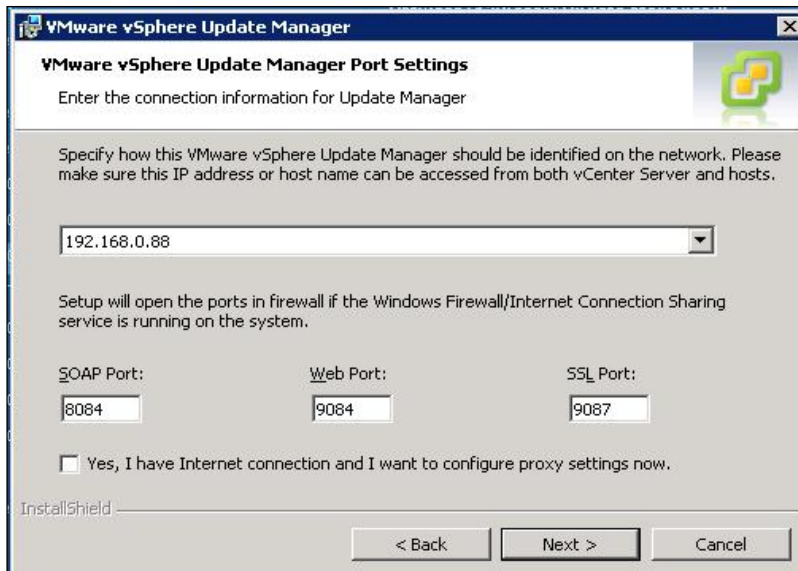 VMware vSphere Update Manager
VMware vSphere Update Manager Port Settings
Enter the connection information for Update Manager
Specify how this VMware vSphere Update Manager should be identified on the network. Please
make sure this IP address or host name can be accessed from both vCenter Server and hosts.
192.168.0.88
Setup will open the ports in firewall if the Windows Firewall/Internet Connection Sharing
service is running on the system.
SOAP Port: Web Port: SSL Port:
8084 9084 9087
Yes, I have Internet connection and I want to configure proxy settings now.
InstallShield
< Back Next > Cancel